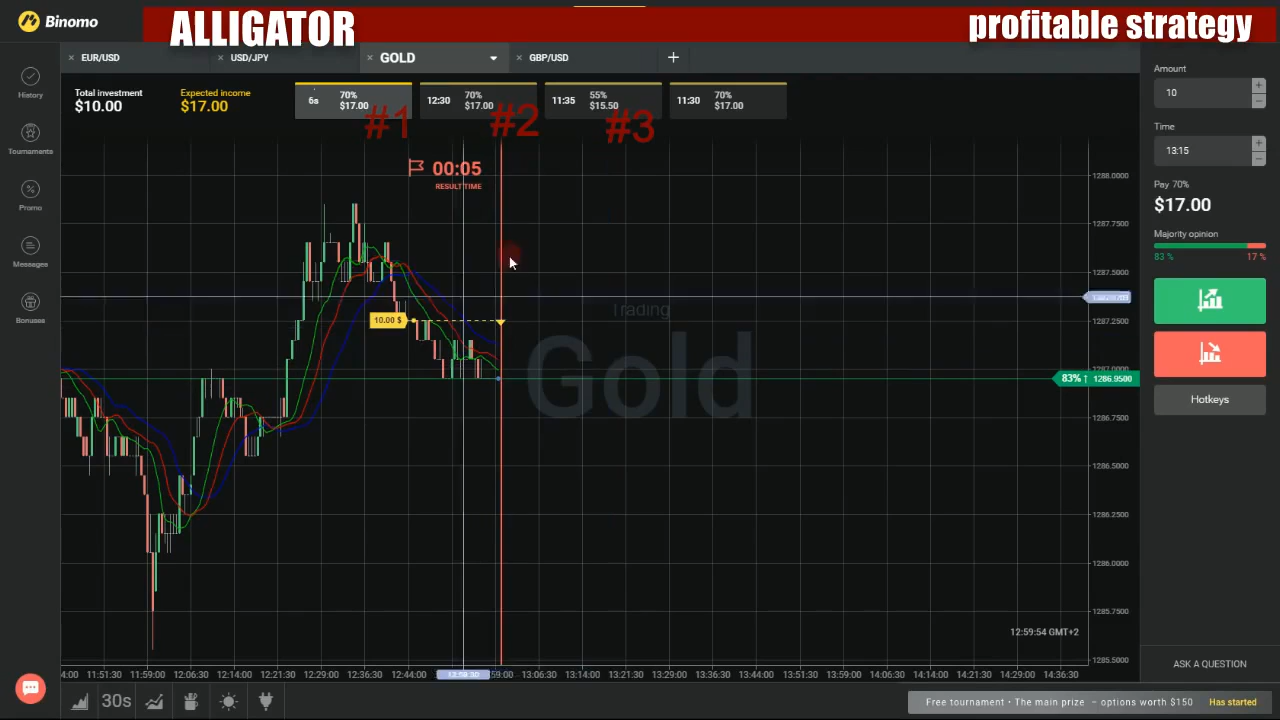 Binomo
ALLIGATOR
profitable strategy
EUR/USD
USD/JPY
GOLD
GBP/USD
+
History
Tournaments
Promo
Messages
Bonuses
Total investment
$10.00
Expected income
$17.00
6s
70%
$17.00
12:30
70%
$17.00
11:35
55%
$15.50
11:30
70%
$17.00
#1 #2 #3
00:05
RESULT TIME
10.00 $
Trading
Gold
1288.0000
1287.7500
1287.5000
1287.2500
83% ↑ 1286.9500
1286.7500
1286.5000
1286.2500
1286.0000
1285.7500
1285.5000
12:59:54 GMT+2
4:00 11:51:30 11:59:00 12:06:30 12:14:00 12:21:30 12:29:00 12:36:30 12:44:00 59:00 13:06:30 13:14:00 13:21:30 13:29:00 13:36:30 13:44:00 13:51:30 13:59:00 14:06:30 14:14:00 14:21:30 14:29:00 14:36:30
30s
Amount
10
Time
13:15
Pay 70%
$17.00
Majority opinion
83 % 17 %
Hotkeys
ASK A QUESTION
Free tournament • The main prize – options worth $150 Has started